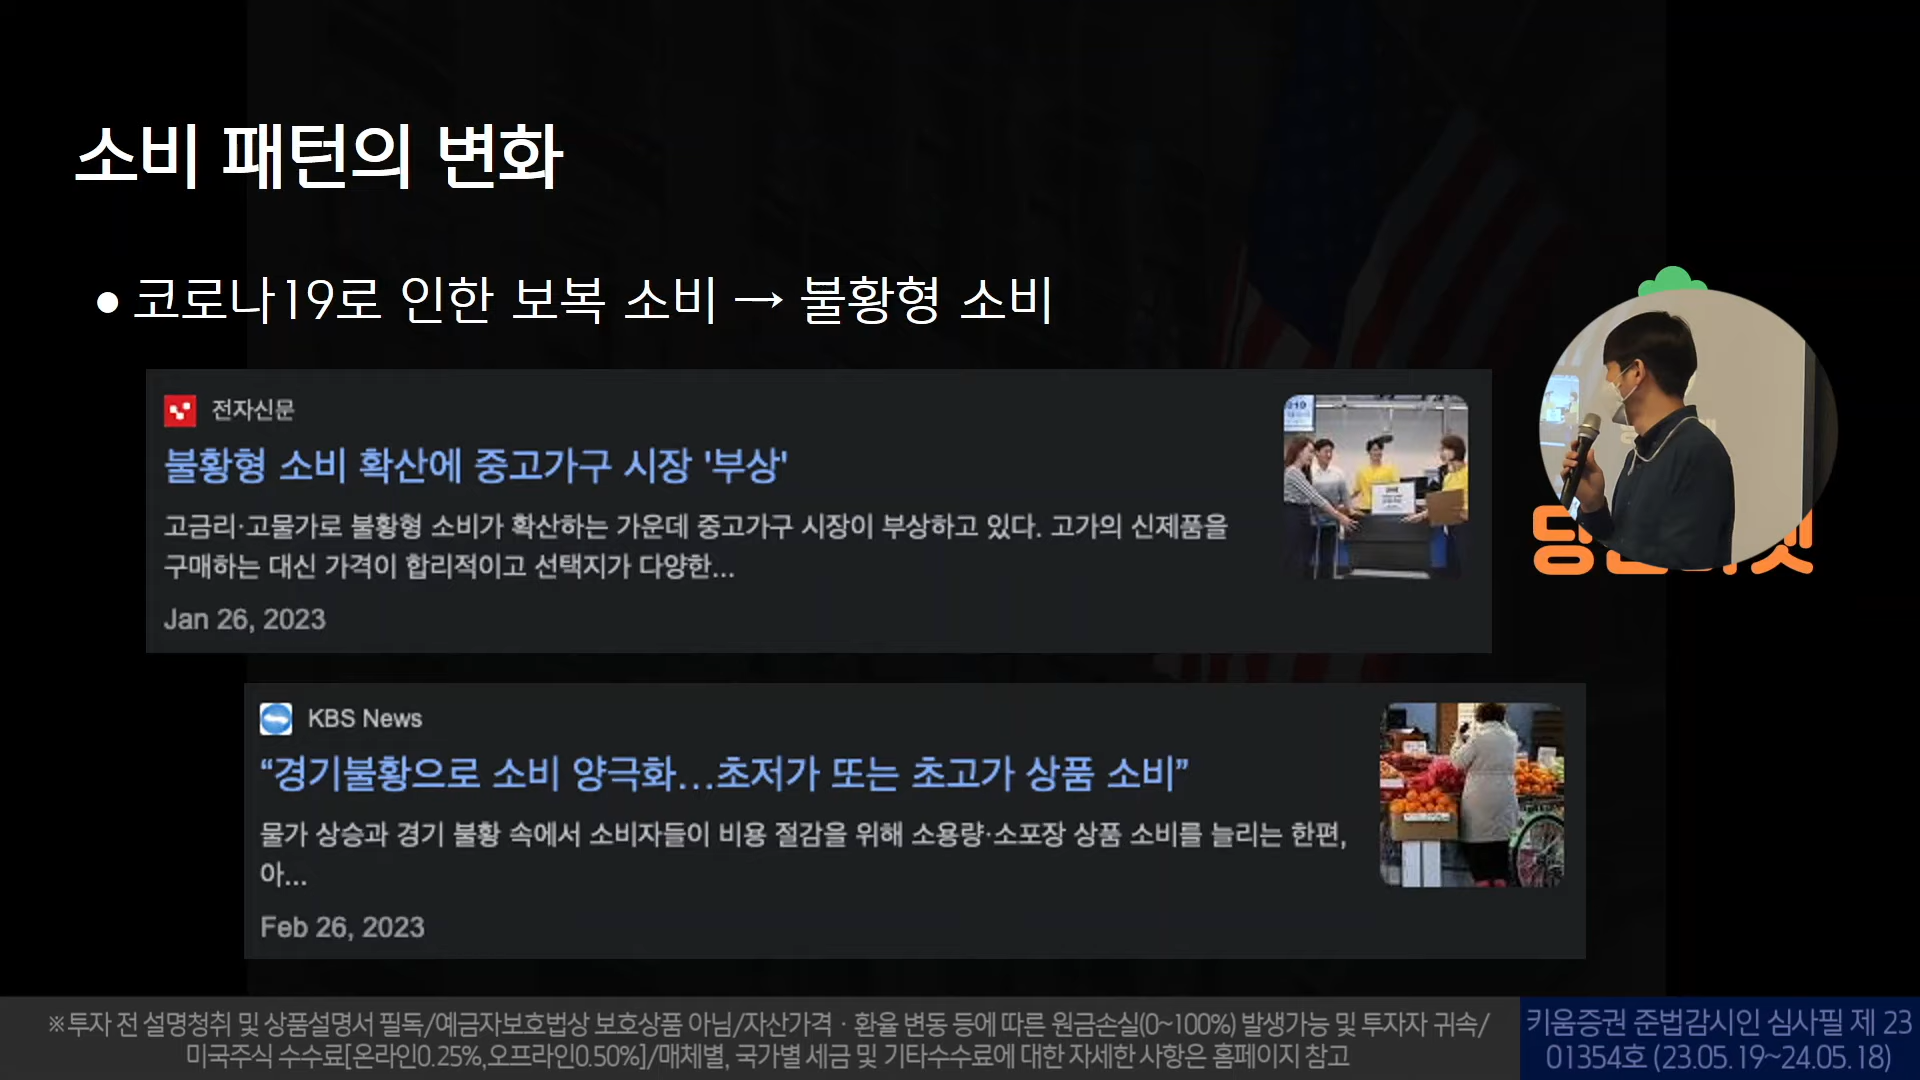 소비 패턴의 변화
● 코로나19로 인한 보복 소비 → 불황형 소비
전자신문
불황형 소비 확산에 중고가구 시장 '부상'
고금리·고물가로 불황형 소비가 확산하는 가운데 중고가구 시장이 부상하고 있다. 고가의 신제품을
구매하는 대신 가격이 합리적이고 선택지가 다양한...
Jan 26, 2023
KBS News
“경기불황으로 소비 양극화…초저가 또는 초고가 상품 소비”
물가 상승과 경기 불황 속에서 소비자들이 비용 절감을 위해 소용량·소포장 상품 소비를 늘리는 한편,
아...
Feb 26, 2023
※투자 전 설명청취 및 상품설명서 필독/예금자보호법상 보호상품 아님/자산가격 · 환율 변동 등에 따른 원금손실(0~100%) 발생가능 및 투자자 귀속/
미국주식 수수료[온라인0.25%,오프라인0.50%]/매체별, 국가별 세금 및 기타수수료에 대한 자세한 사항은 홈페이지 참고
키움증권 준법감시인 심사필 제 23
01354호 (23.05.19~24.05.18)